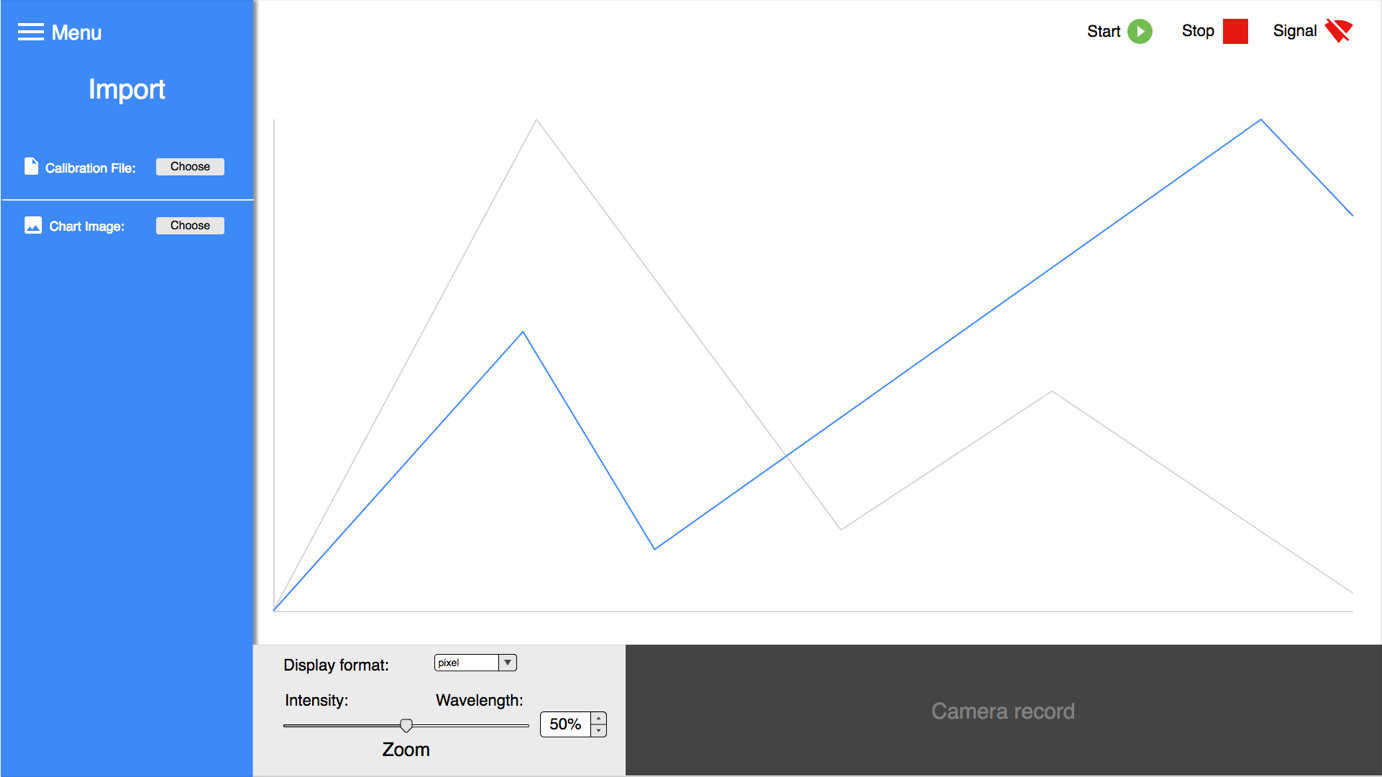 Menu
Start
Stop
Signal
Import
Calibration File:
Choose
Chart Image:
Choose
Display format:
pixel
Intensity:
Wavelength:
50%
Zoom
Camera record